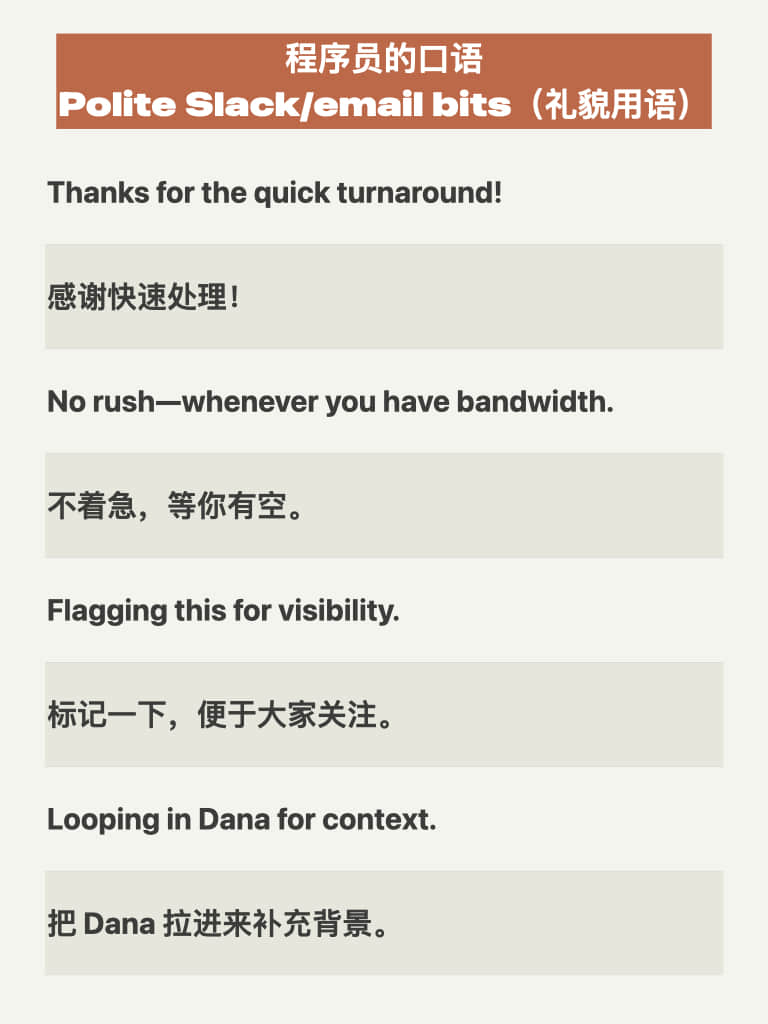 程序员的口语
Polite Slack/email bits（礼貌用语）
Thanks for the quick turnaround!
感谢快速处理！
No rush—whenever you have bandwidth.
不着急，等你有空。
Flagging this for visibility.
标记一下，便于大家关注。
Looping in Dana for context.
把 Dana 拉进来补充背景。